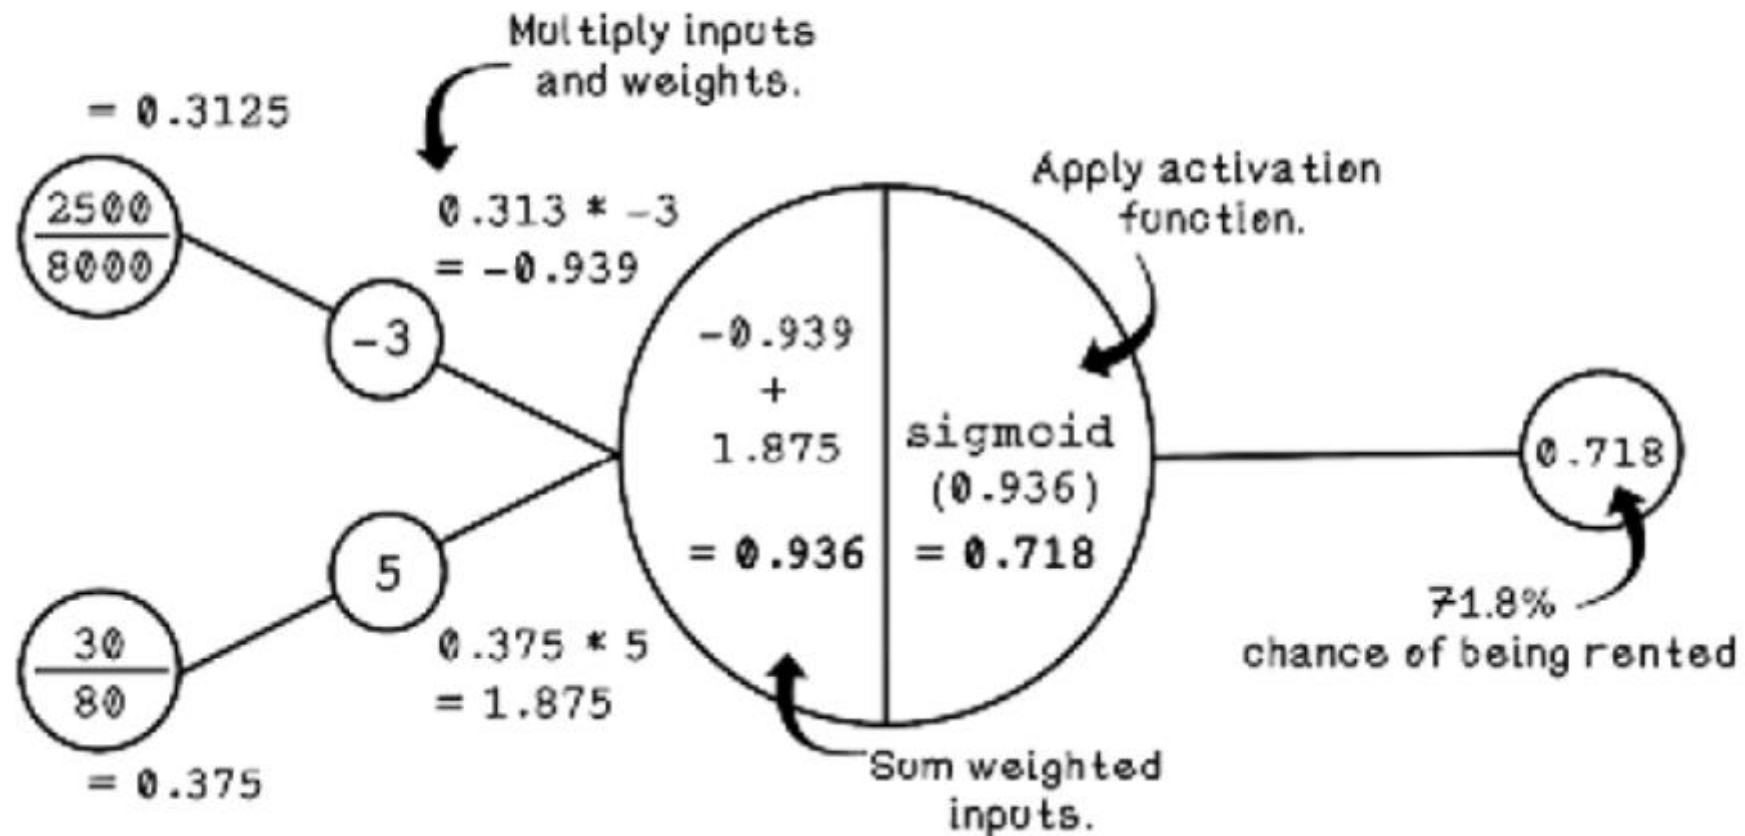 Multiply inputs
and weights.
= 0.3125
2500
8000
0.313 * -3
= -0.939
-3
Apply activation
function.
-0.939
+
1.875
= 0.936
sigmoid
(0.936)
= 0.718
0.718
71.8%
chance of being rented
5
0.375 * 5
= 1.875
30
80
= 0.375
Sum weighted
inputs.